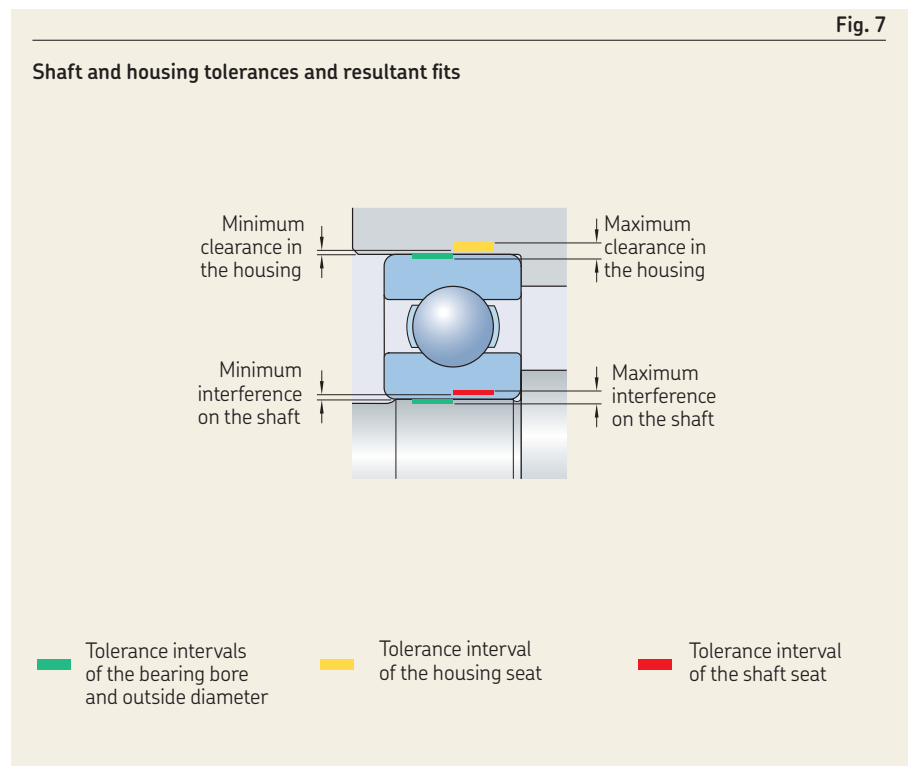 Fig. 7
Shaft and housing tolerances and resultant fits
Minimum
clearance in
the housing
Maximum
clearance in
the housing
Minimum
interference
on the shaft
Maximum
interference
on the shaft
Tolerance intervals
of the bearing bore
and outside diameter
Tolerance interval
of the housing seat
Tolerance interval
of the shaft seat